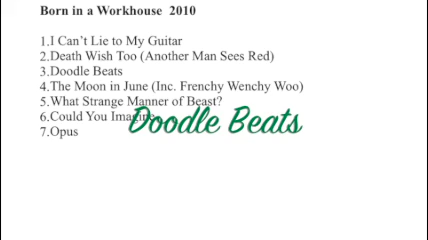 Born in a Workhouse  2010
1.I Can't Lie to My Guitar
2.Death Wish Too (Another Man Sees Red)
3.Doodle Beats
4.The Moon in June (Inc. Frenchy Wenchy Woo)
5.What Strange Manner of Beast?
6.Could You Imagine
7.Opus
Doodle Beats